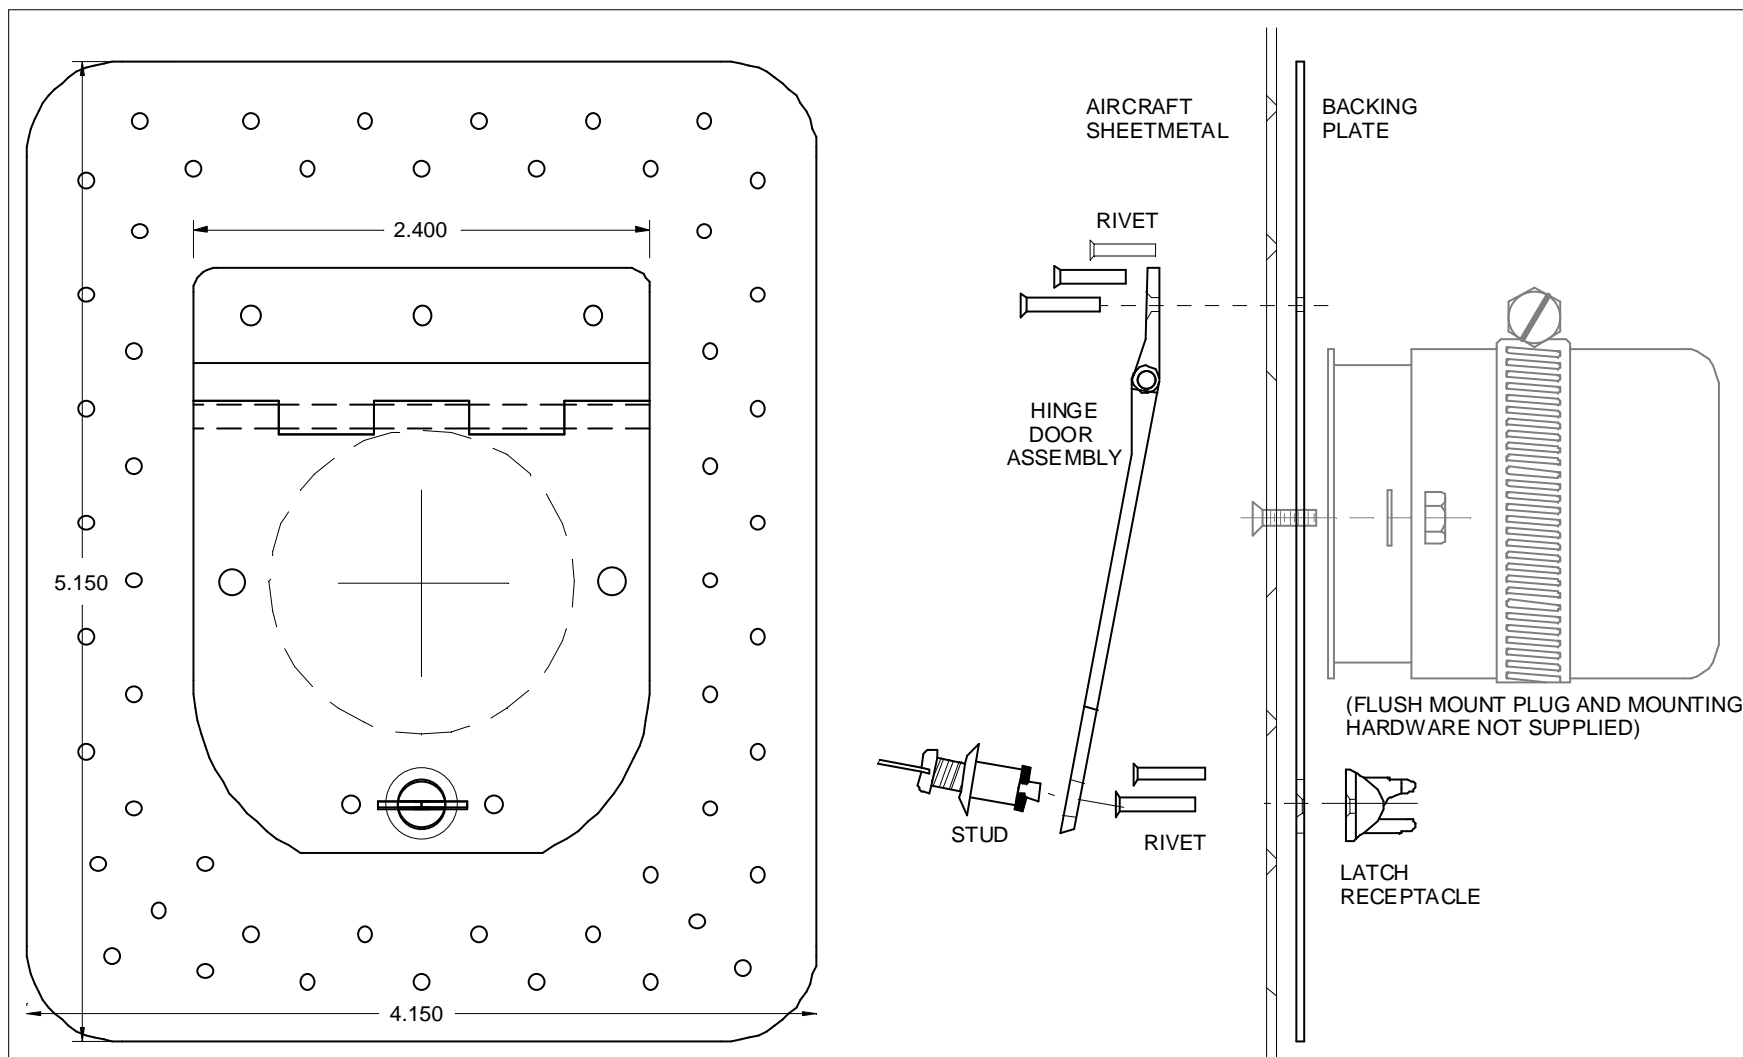 AIRCRAFT
SHEETMETAL
BACKING
PLATE
RIVET
2.400
HINGE
DOOR
ASSEMBLY
5.150
(FLUSH MOUNT PLUG AND MOUNTING
HARDWARE NOT SUPPLIED)
STUD
RIVET
LATCH
RECEPTACLE
4.150